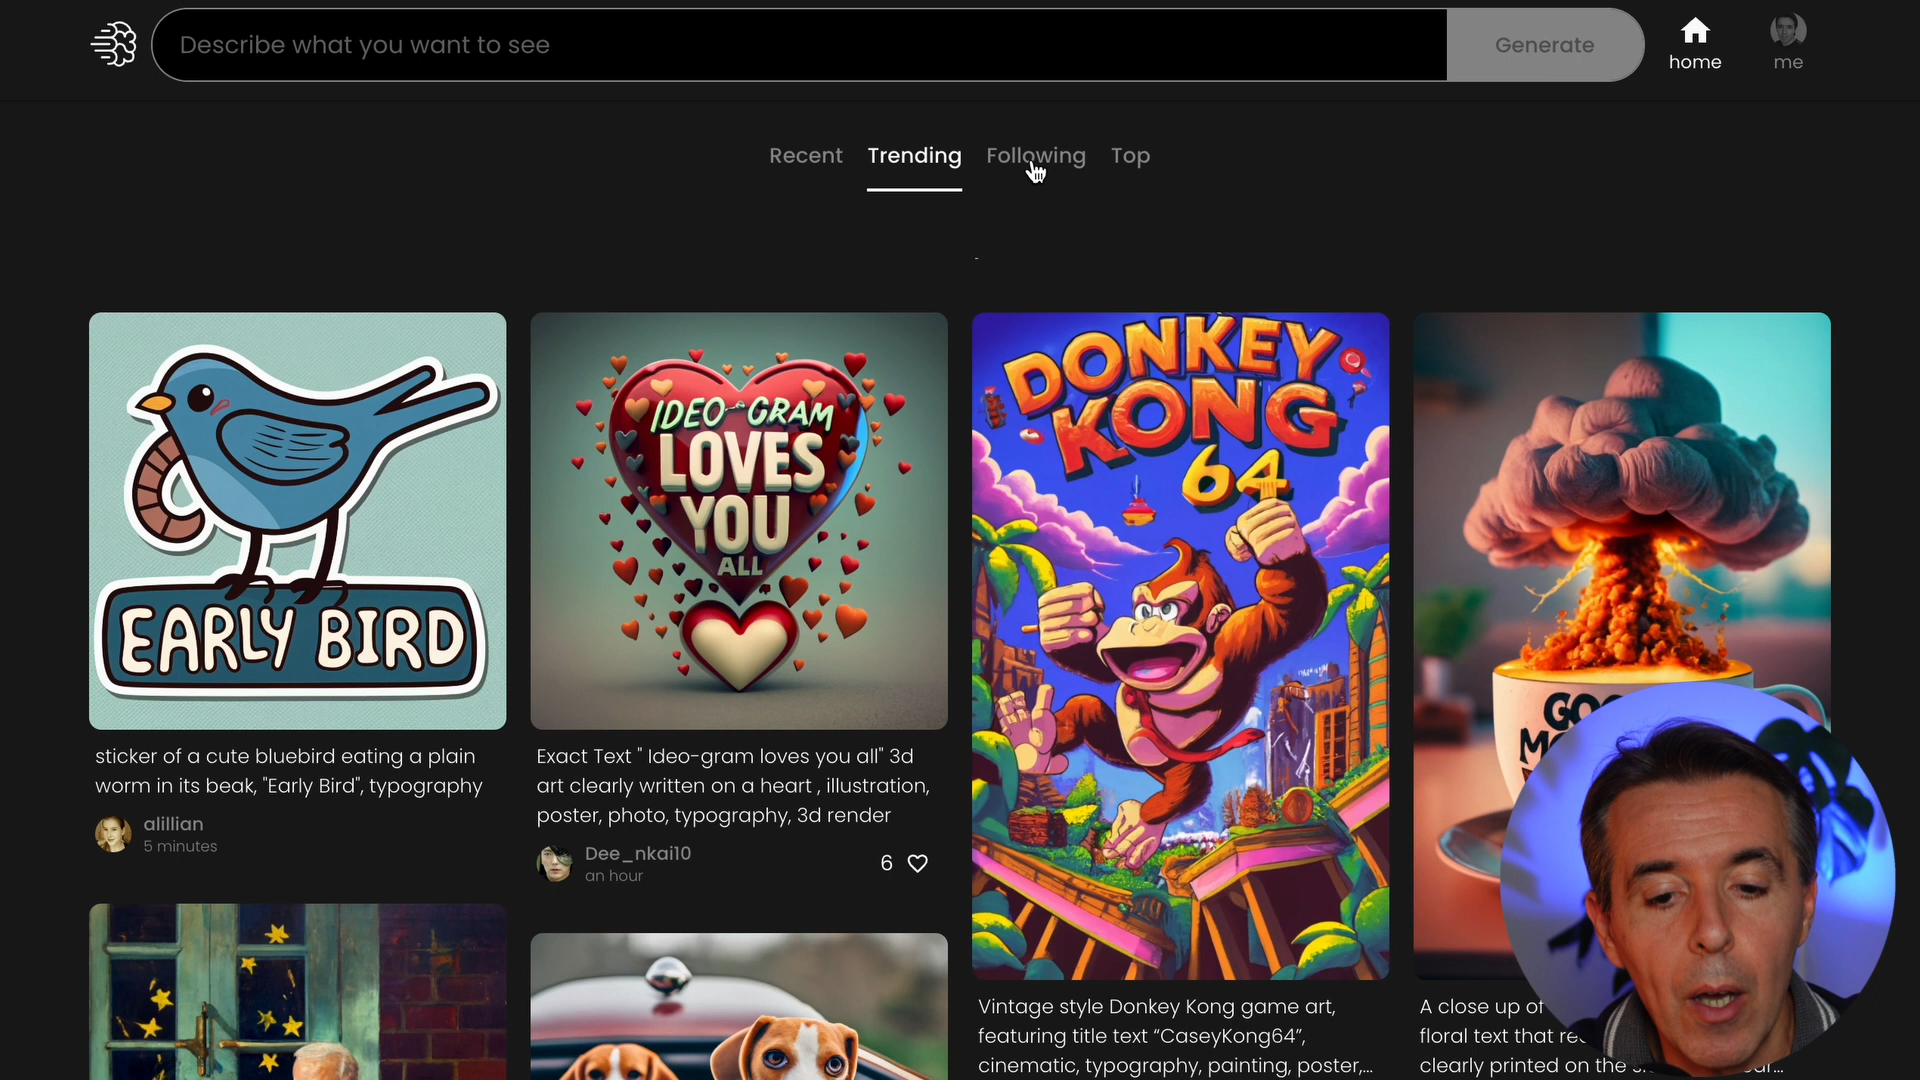 Describe what you want to see
Generate
home
me
Recent
Trending
Following
Top
EARLY BIRD
sticker of a cute bluebird eating a plain
worm in its beak, "Early Bird", typography
alillian
5 minutes
IDEO-GRAM
LOVES
YOU
ALL
Exact Text " Ideo-gram loves you all" 3d
art clearly written on a heart , illustration,
poster, photo, typography, 3d render
Dee_nkai10
an hour
6
DONKEY
KONG
64
Vintage style Donkey Kong game art,
featuring title text “CaseyKong64”,
cinematic, typography, painting, poster,...
A close up of
floral text that
clearly printed on the